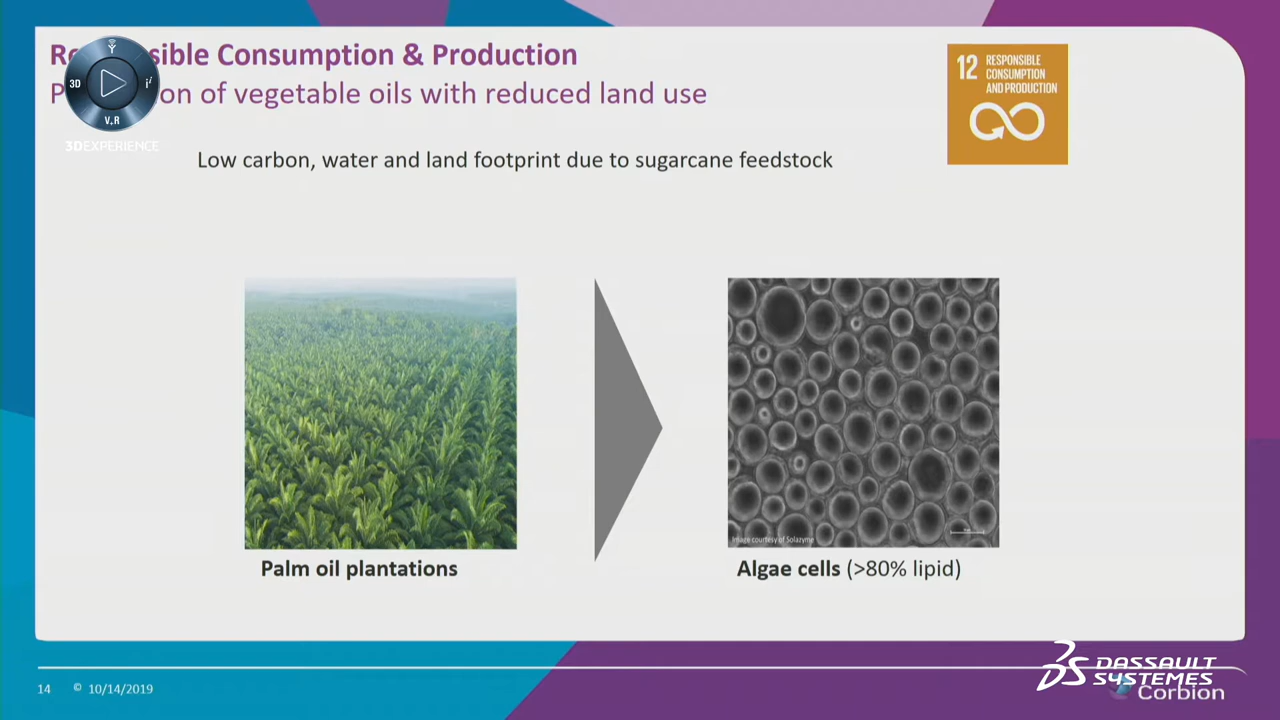 Responsible Consumption & Production
Production of vegetable oils with reduced land use
3D
i
V,R
3DEXPERIENCE
12 RESPONSIBLE
CONSUMPTION
AND PRODUCTION
Low carbon, water and land footprint due to sugarcane feedstock
Image courtesy of Solazyme
Palm oil plantations
Algae cells (>80% lipid)
14 © 10/14/2019
DASSAULT
SYSTEMES
Corbion